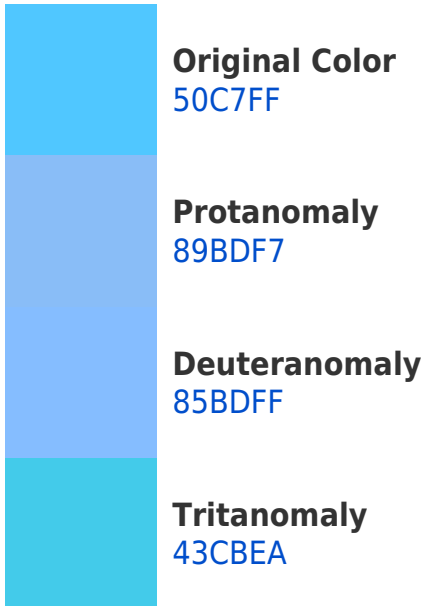 Original Color
50C7FF
Protanomaly
89BDF7
Deuteranomaly
85BDFF
Tritanomaly
43CBEA